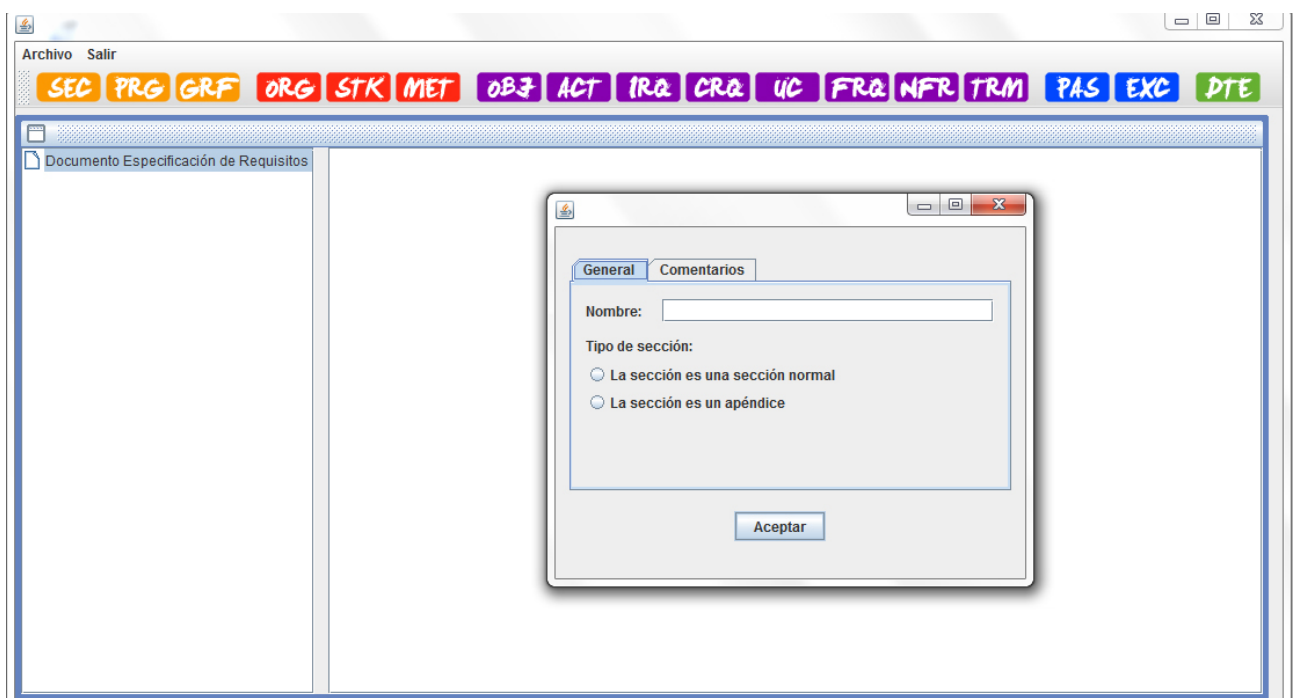 Archivo Salir
SEC PRG GRF ORG STK MET OBJ ACT IRQ CRQ UC FRQ NFR TRM PAS EXC DTE
Documento Especificación de Requisitos
General Comentarios
Nombre:
Tipo de sección:
La sección es una sección normal
La sección es un apéndice
Aceptar